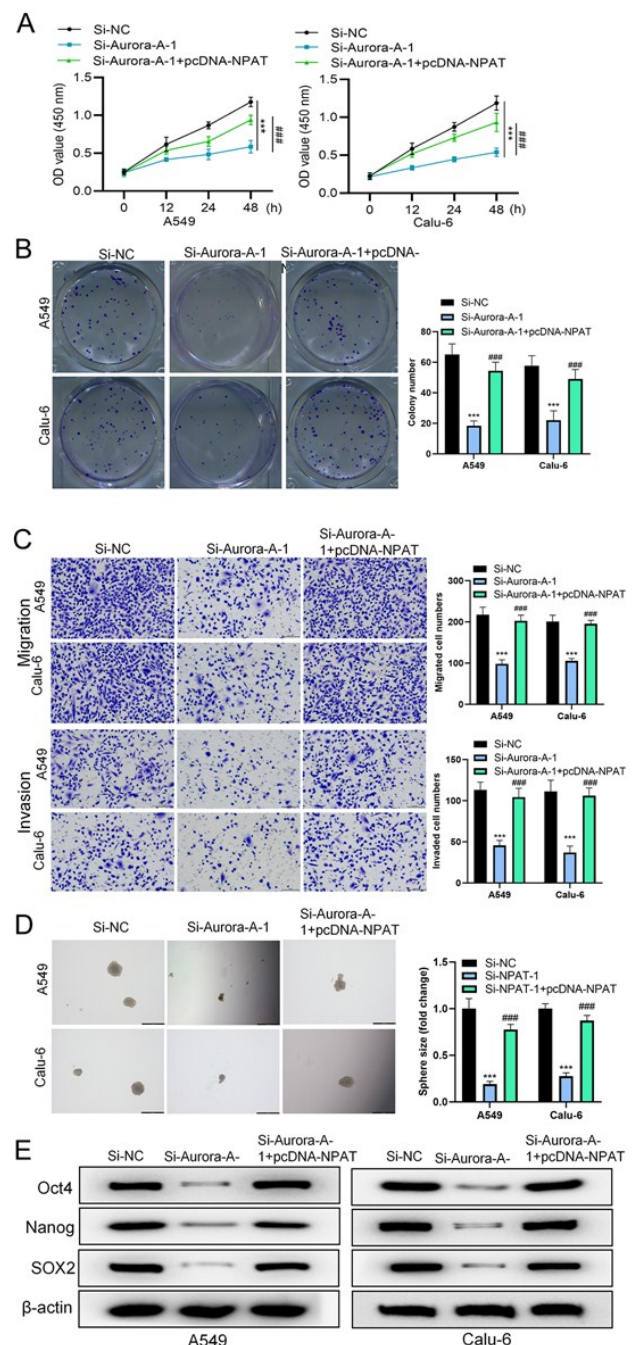 A
Si-NC
Si-Aurora-A-1
Si-Aurora-A-1+pcDNA-NPAT
OD value (450 nm)
1.5
1.0
0.5
0.0
0 12 24 48 (h)
A549
***
###
Si-NC
Si-Aurora-A-1
Si-Aurora-A-1+pcDNA-NPAT
OD value (450 nm)
1.5
1.0
0.5
0.0
0 12 24 48 (h)
Calu-6
***
###
B
Si-NC Si-Aurora-A-1 Si-Aurora-A-1+pcDNA-
A549
Calu-6
Si-NC
Si-Aurora-A-1
Si-Aurora-A-1+pcDNA-NPAT
Colony number
80
60
40
20
0
*** ### *** ###
A549 Calu-6
C
Si-NC Si-Aurora-A-1 Si-Aurora-A-
1+pcDNA-NPAT
Migration
A549
Calu-6
Invasion
A549
Calu-6
Si-NC
Si-Aurora-A-1
Si-Aurora-A-1+pcDNA-NPAT
Migrated cell numbers
300
200
100
0
*** ### *** ###
A549 Calu-6
Si-NC
Si-Aurora-A-1
Si-Aurora-A-1+pcDNA-NPAT
Invaded cell numbers
150
100
50
0
*** ### *** ###
A549 Calu-6
D
Si-NC Si-Aurora-A-1 Si-Aurora-A-
1+pcDNA-NPAT
A549
Calu-6
Si-NC
Si-NPAT-1
Si-NPAT-1+pcDNA-NPAT
Sphere size (fold change)
1.5
1.0
0.5
0.0
*** ### *** ###
A549 Calu-6
E
Si-NC Si-Aurora-A- Si-Aurora-A-
1+pcDNA-NPAT
Si-NC Si-Aurora-A- Si-Aurora-A-
1+pcDNA-NPAT
Oct4
Nanog
SOX2
β-actin
A549 Calu-6